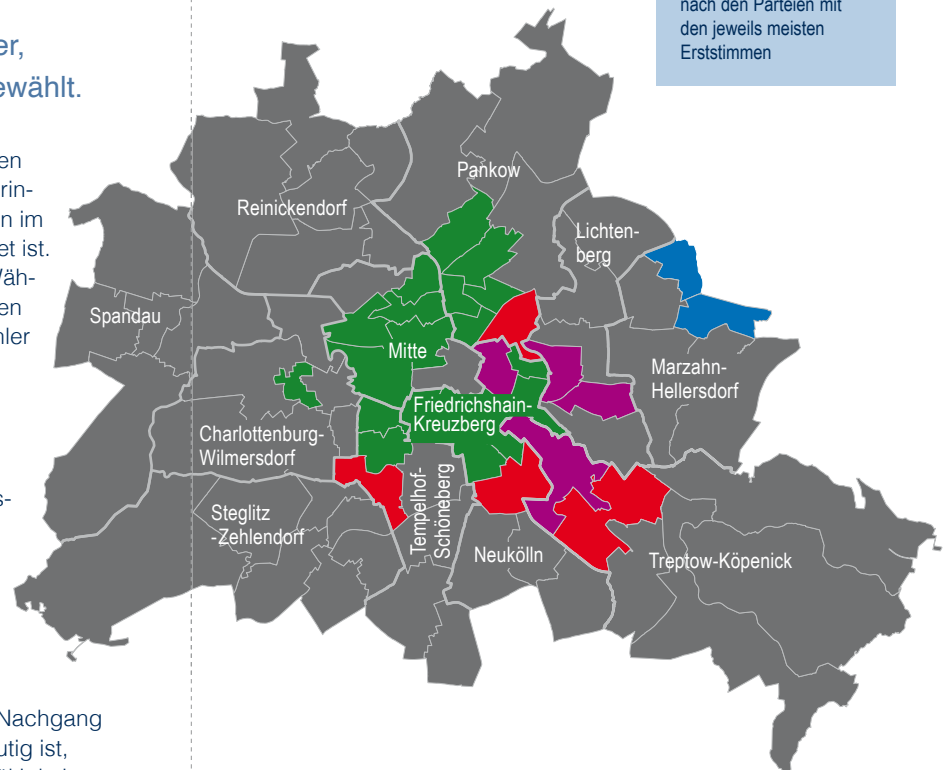 er,
ewählt.
en
rin-
n im
et ist.
Wäh-
en
hler
s-
Nachgang
utig ist,
nach den Parteien mit
den jeweils meisten
Erststimmen
Pankow
Reinickendorf
Lichten-
berg
Spandau
Mitte
Marzahn-
Hellersdorf
Friedrichshain-
Kreuzberg
Charlottenburg-
Wilmersdorf
Tempelhof-
Schöneberg
Steglitz
-Zehlendorf
Neukölln
Treptow-Köpenick